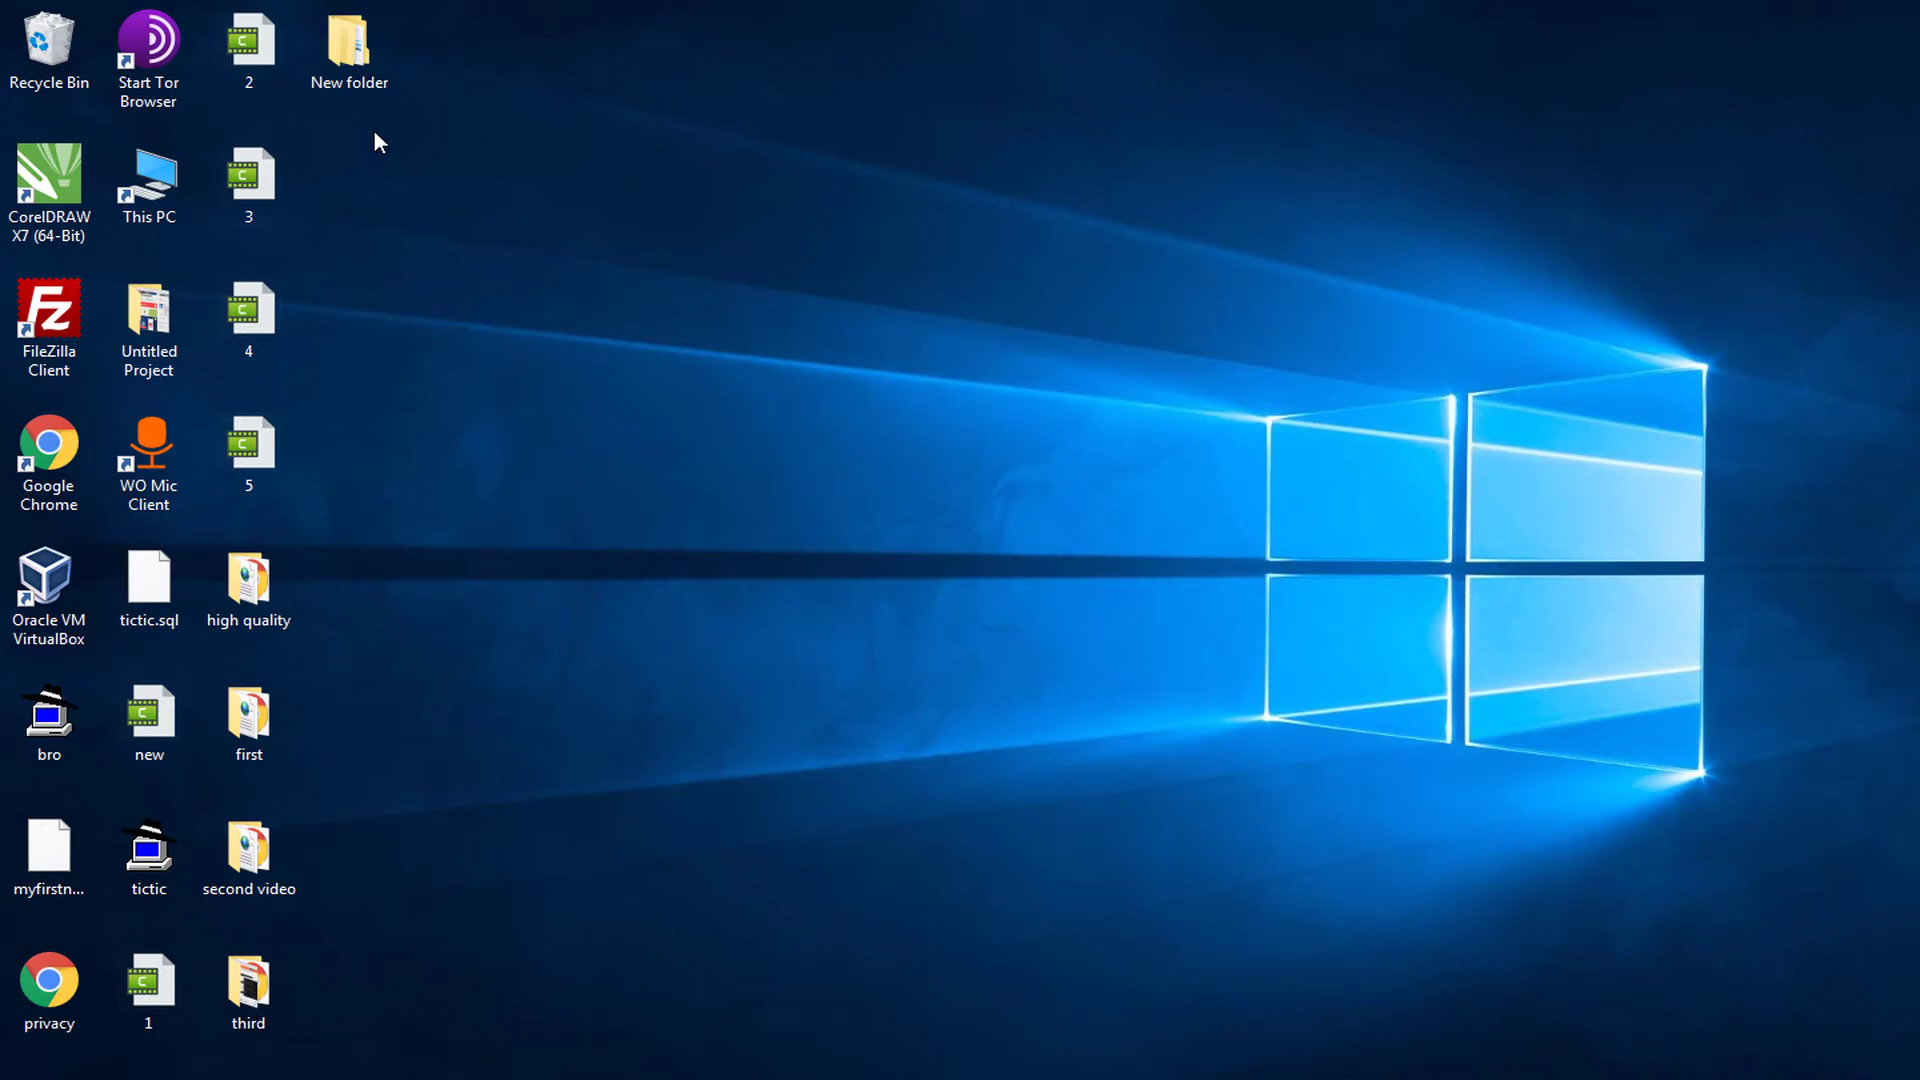 Recycle Bin
Start Tor
Browser
2
New folder
CorelDRAW
X7 (64-Bit)
This PC
3
FileZilla
Client
Untitled
Project
4
Google
Chrome
WO Mic
Client
5
Oracle VM
VirtualBox
tictic.sql
high quality
bro
new
first
myfirstn...
tictic
second video
privacy
1
third